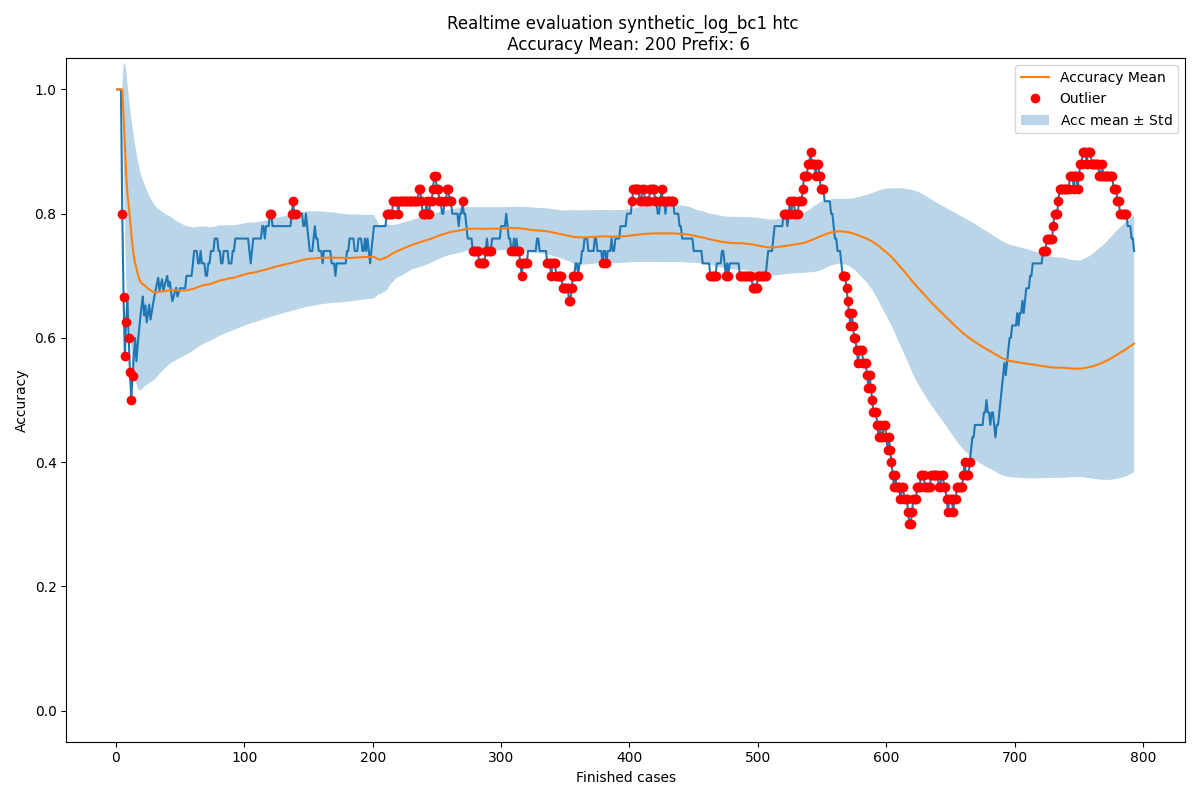 Realtime evaluation synthetic_log_bc1 htc
Accuracy Mean: 200 Prefix: 6
Accuracy Mean
Outlier
Acc mean ± Std
1.0
0.8
0.6
0.4
0.2
0.0
Accuracy
0 100 200 300 400 500 600 700 800
Finished cases